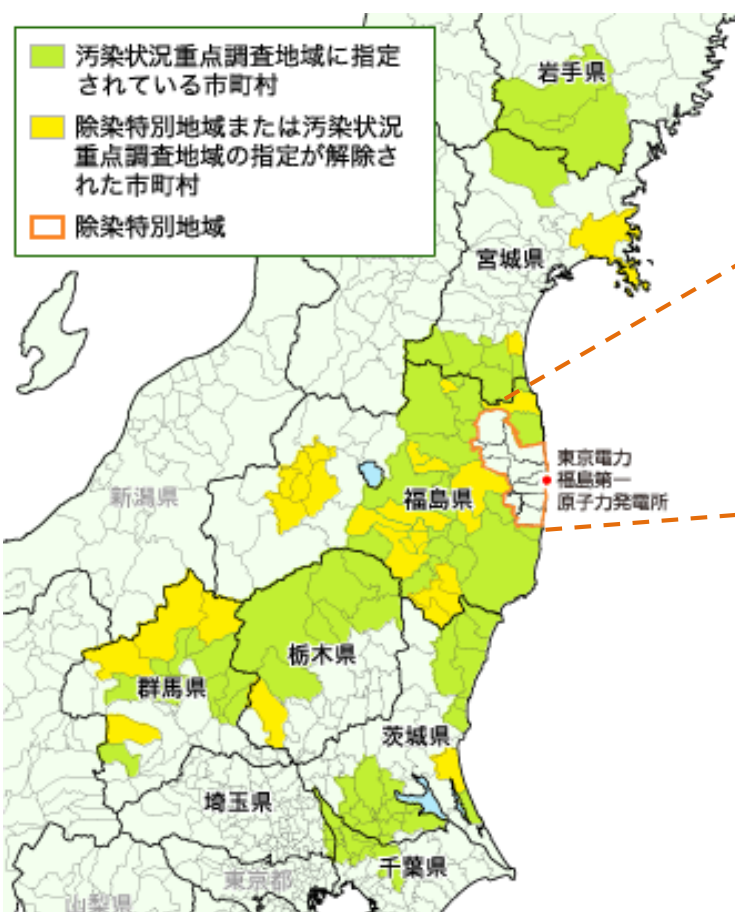 汚染状況重点調査地域に指定
されている市町村
除染特別地域または汚染状況
重点調査地域の指定が解除さ
れた市町村
除染特別地域
岩手県
宮城県
東京電力
福島第一
原子力発電所
新潟県
福島県
栃木県
群馬県
茨城県
埼玉県
千葉県
東京都
山梨県